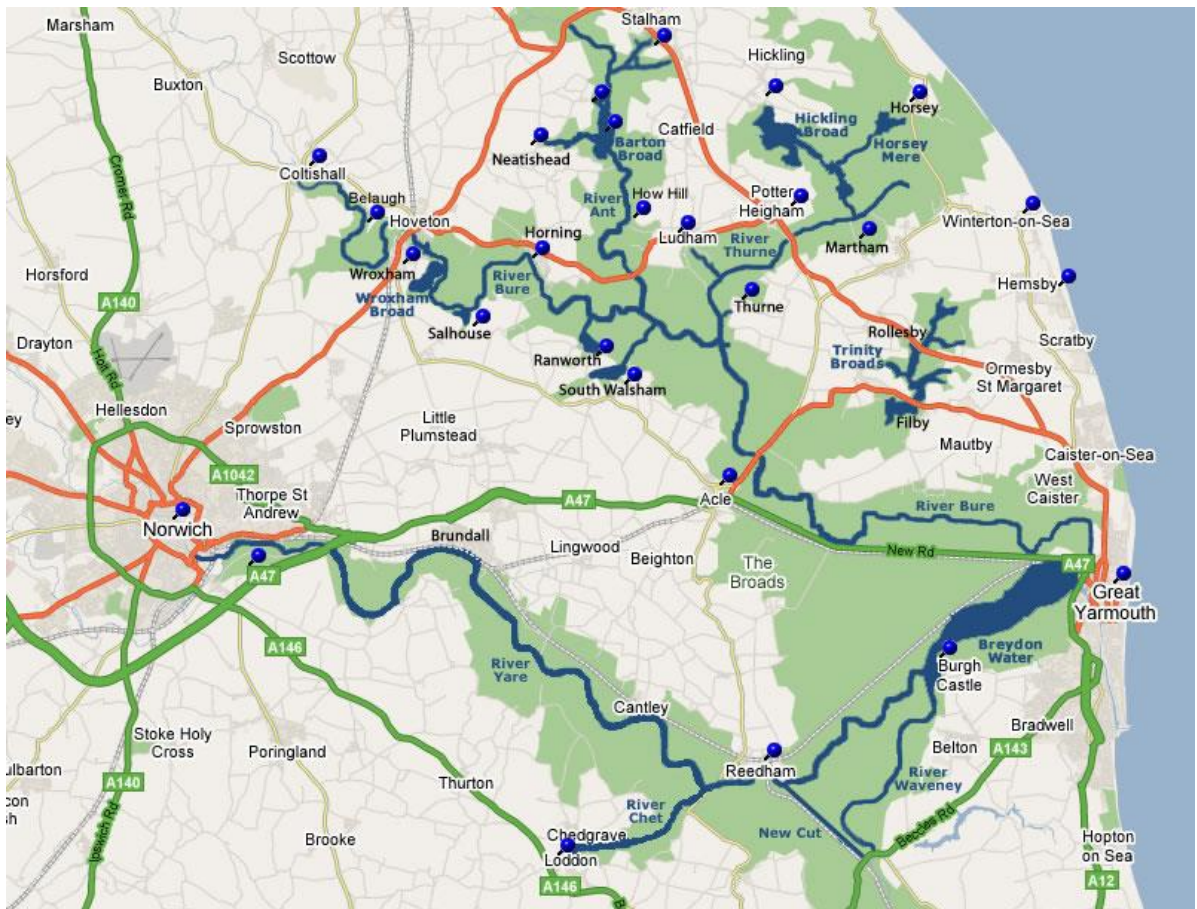 Marsham
Stalham
Scottow
Hickling
Buxton
Horsey
Hickling
Broad
Catfield
Barton
Broad
Horsey
Mere
Neatishead
Cromer Rd
Coltishall
Belaugh
River
Ant
How Hill
Potter
Heigham
Hoveton
Ludham
Winterton-on-Sea
Horning
River
Thurne
Martham
Horsford
Wroxham
River
Bure
Hemsby
A140
Wroxham
Broad
Thurne
Salhouse
Rollesby
Drayton
Ranworth
Trinity
Broads
Scratby
Holt Rd
South Walsham
Ormesby
St Margaret
Hellesdon
Little
Plumstead
Filby
ey
Sprowston
Mautby
Caister-on-Sea
A1042
West
Caister
Thorpe St
Andrew
A47
Acle
River Bure
Norwich
Brundall
Lingwood
Beighton
The
Broads
New Rd
A47
A47
Great
Yarmouth
A146
Breydon
Water
River
Yare
Burgh
Castle
Cantley
Stoke Holy
Cross
Bradwell
Poringland
Belton
A143
ulbarton
Reedham
A140
Thurton
River
Waveney
con
sh
River
Chet
Beccles Rd
Ipswich Rd
Brooke
Chedgrave
New Cut
Loddon
Hopton
on Sea
A146
A12
B